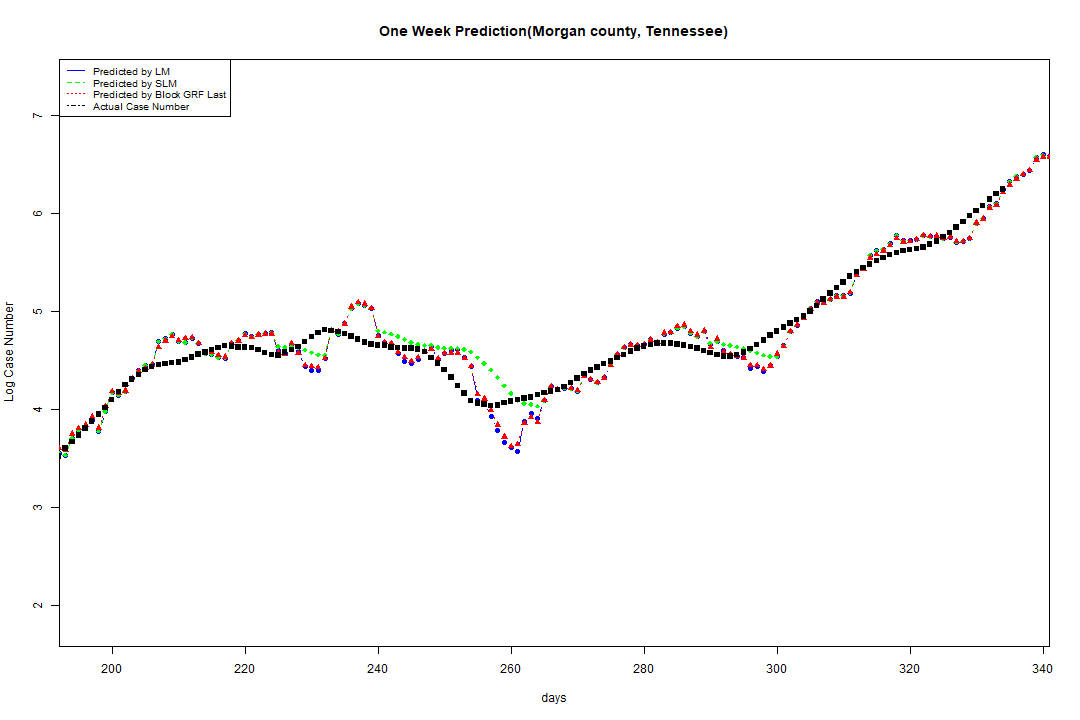 One Week Prediction(Morgan county, Tennessee)
Predicted by LM
Predicted by SLM
Predicted by Block GRF Last
Actual Case Number
7
6
5
4
3
2
Log Case Number
200 220 240 260 280 300 320 340
days